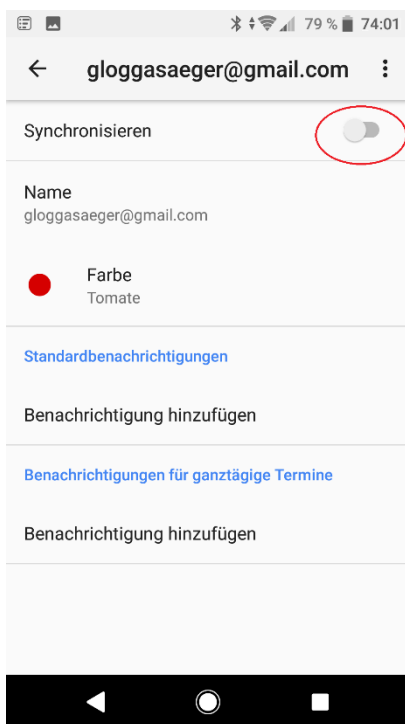 79 % 74:01
gloggasaeger@gmail.com
Synchronisieren
Name
gloggasaeger@gmail.com
Farbe
Tomate
Standardbenachrichtigungen
Benachrichtigung hinzufügen
Benachrichtigungen für ganztägige Termine
Benachrichtigung hinzufügen